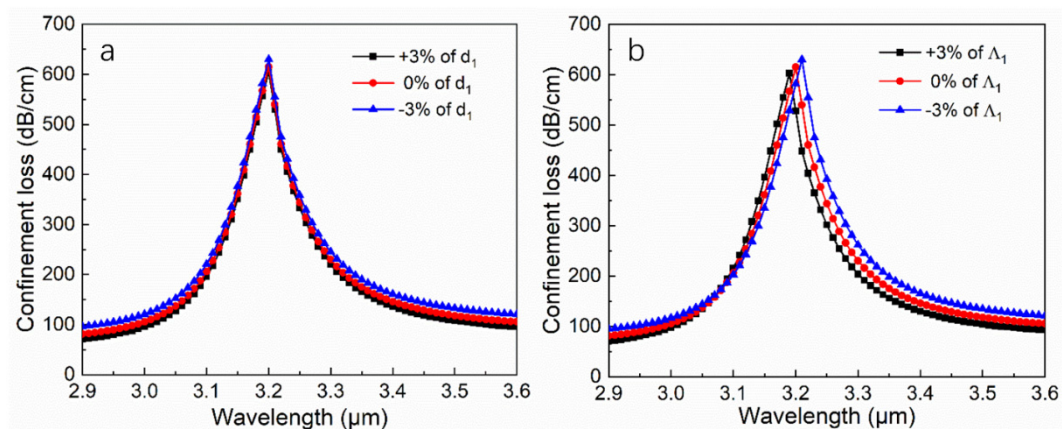 a
+3% of d₁
0% of d₁
-3% of d₁
Confinement loss (dB/cm)
700
600
500
400
300
200
100
0
2.9 3.0 3.1 3.2 3.3 3.4 3.5 3.6
Wavelength (μm)
b
+3% of Λ₁
0% of Λ₁
-3% of Λ₁
Confinement loss (dB/cm)
700
600
500
400
300
200
100
0
2.9 3.0 3.1 3.2 3.3 3.4 3.5 3.6
Wavelength (μm)